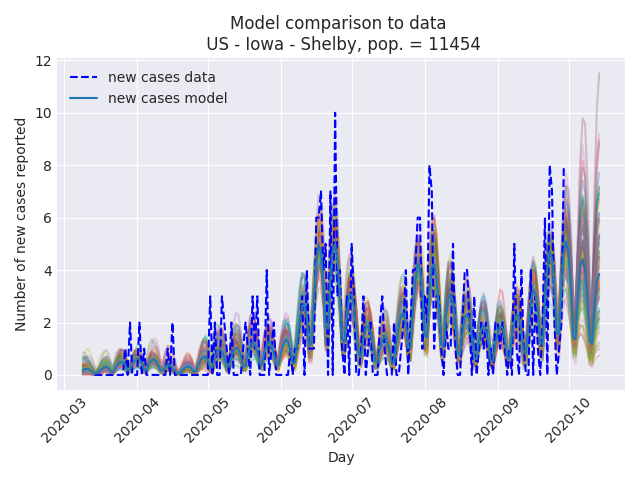 Model comparison to data
US - Iowa - Shelby, pop. = 11454
12
10
8
6
4
2
0
Number of new cases reported
new cases data
new cases model
2020-03
2020-04
2020-05
2020-06
2020-07
2020-08
2020-09
2020-10
Day